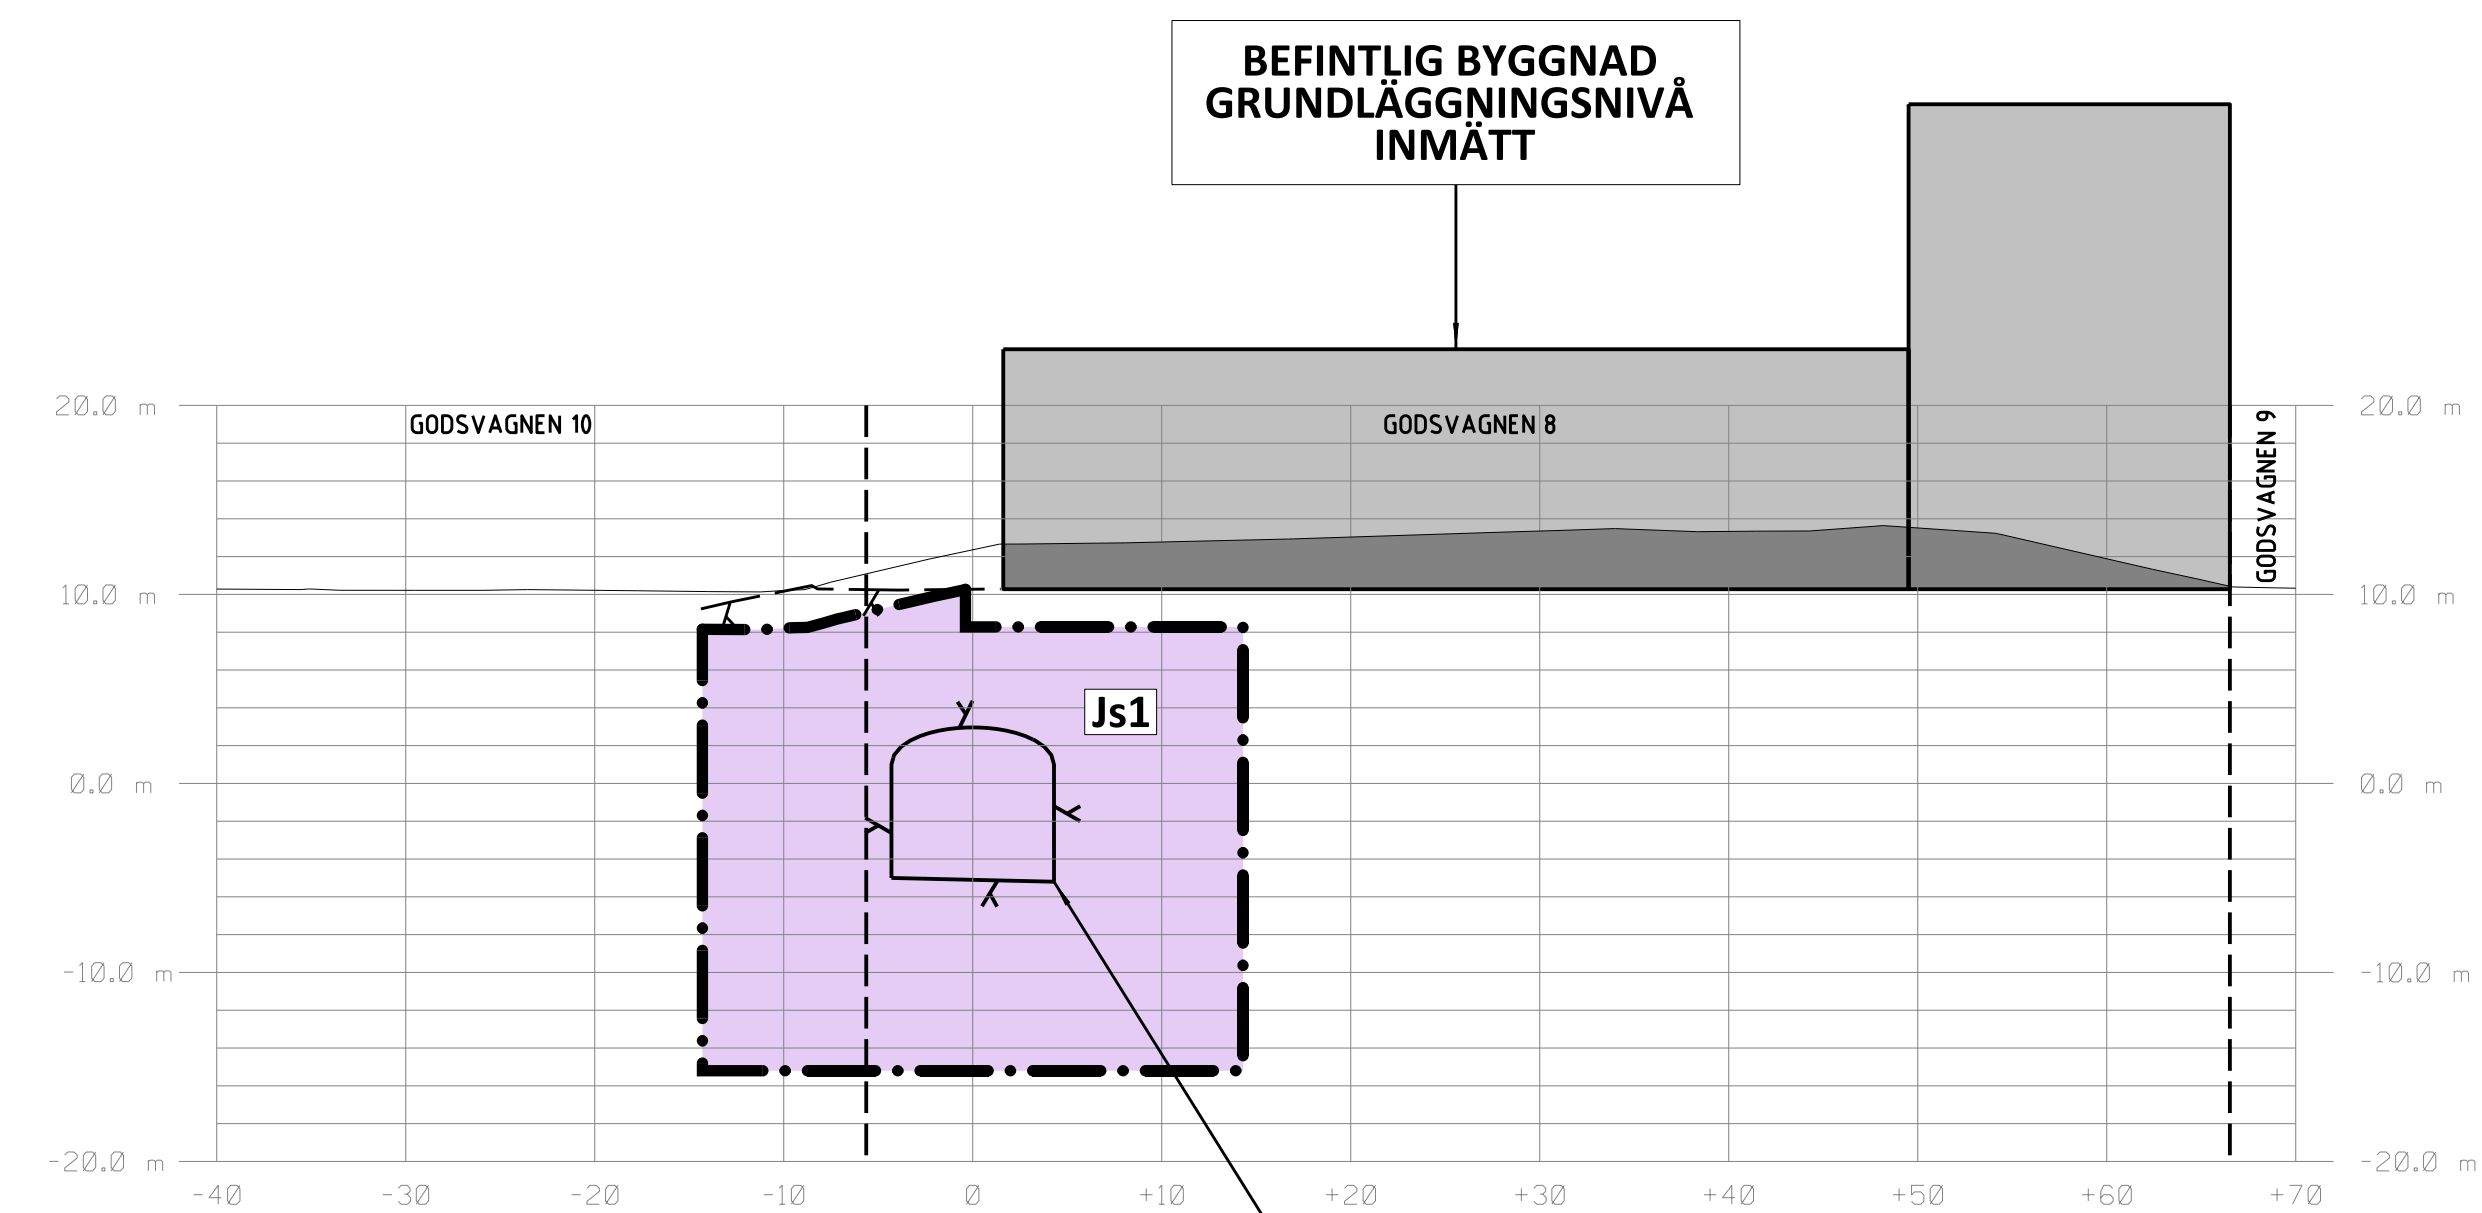 BEFINTLIG BYGGNAD
GRUNDLÄGGNINGSNIVÅ
INMÄTT
20.0 m
GODSVAGNEN 10
GODSVAGNEN 8
GODSVAGNEN 9
20.0 m
10.0 m
10.0 m
Js1
0.0 m
0.0 m
-10.0 m
-10.0 m
-20.0 m
-20.0 m
-40 -30 -20 -10 0 +10 +20 +30 +40 +50 +60 +70